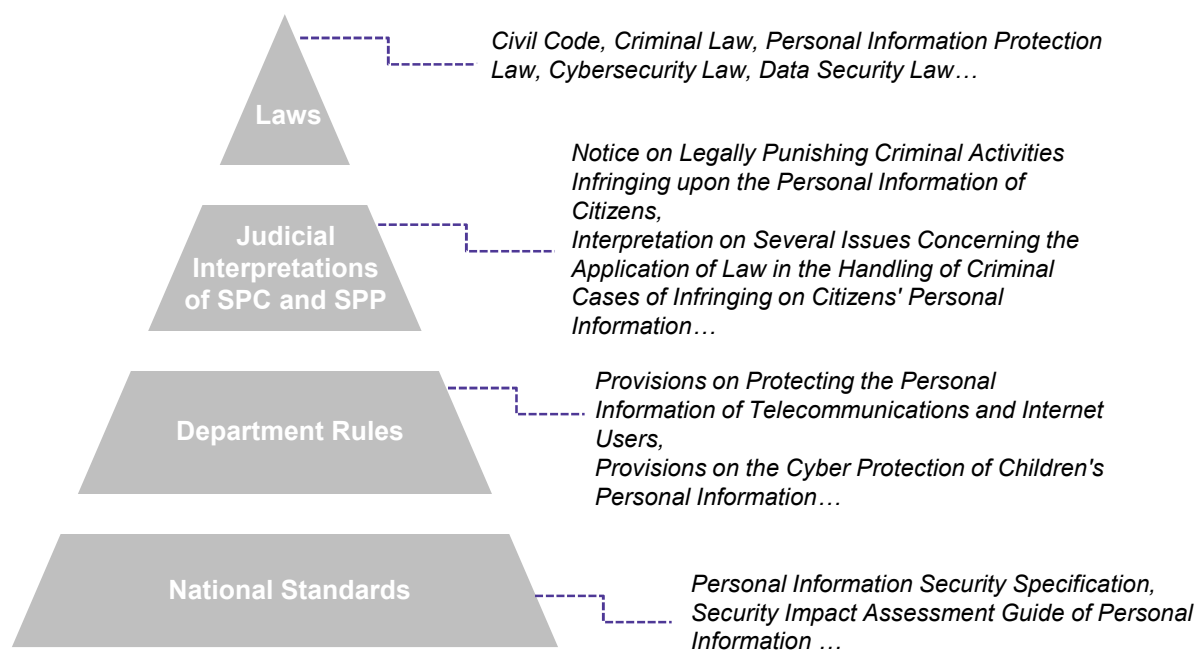 Civil Code, Criminal Law, Personal Information Protection
Law, Cybersecurity Law, Data Security Law…
Laws
Notice on Legally Punishing Criminal Activities
Infringing upon the Personal Information of
Citizens,
Interpretation on Several Issues Concerning the
Application of Law in the Handling of Criminal
Cases of Infringing on Citizens' Personal
Information…
Judicial
Interpretations
of SPC and SPP
Provisions on Protecting the Personal
Information of Telecommunications and Internet
Users,
Provisions on the Cyber Protection of Children's
Personal Information…
Department Rules
National Standards
Personal Information Security Specification,
Security Impact Assessment Guide of Personal
Information …